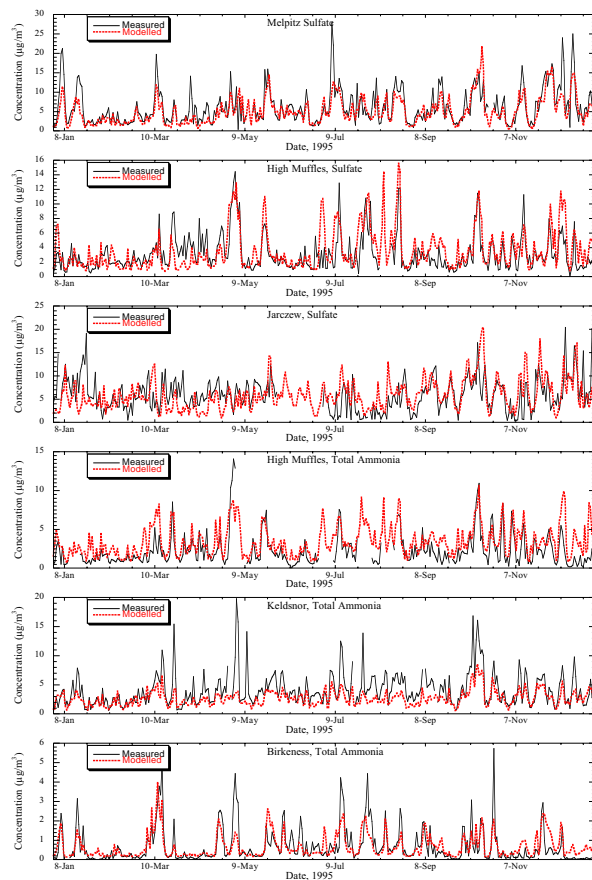 Melpitz Sulfate
Measured
Modelled
Concentration (µg/m³)
30
25
20
15
10
5
0
8-Jan 10-Mar 9-May 9-Jul 8-Sep 7-Nov
Date, 1995
High Muffles, Sulfate
Measured
Modelled
Concentration (µg/m³)
16
14
12
10
8
6
4
2
0
8-Jan 10-Mar 9-May 9-Jul 8-Sep 7-Nov
Date, 1995
Jarczew, Sulfate
Measured
Modelled
Concentration (µg/m³)
25
20
15
10
5
0
8-Jan 10-Mar 9-May 9-Jul 8-Sep 7-Nov
Date, 1995
High Muffles, Total Ammonia
Measured
Modelled
Concentration (µg/m³)
15
10
5
0
8-Jan 10-Mar 9-May 9-Jul 8-Sep 7-Nov
Date, 1995
Keldsnor, Total Ammonia
Measured
Modelled
Concentration (µg/m³)
20
15
10
5
0
8-Jan 10-Mar 9-May 9-Jul 8-Sep 7-Nov
Date, 1995
Birkeness, Total Ammonia
Measured
Modelled
Concentration (µg/m³)
6
5
4
3
2
1
0
8-Jan 10-Mar 9-May 9-Jul 8-Sep 7-Nov
Date, 1995